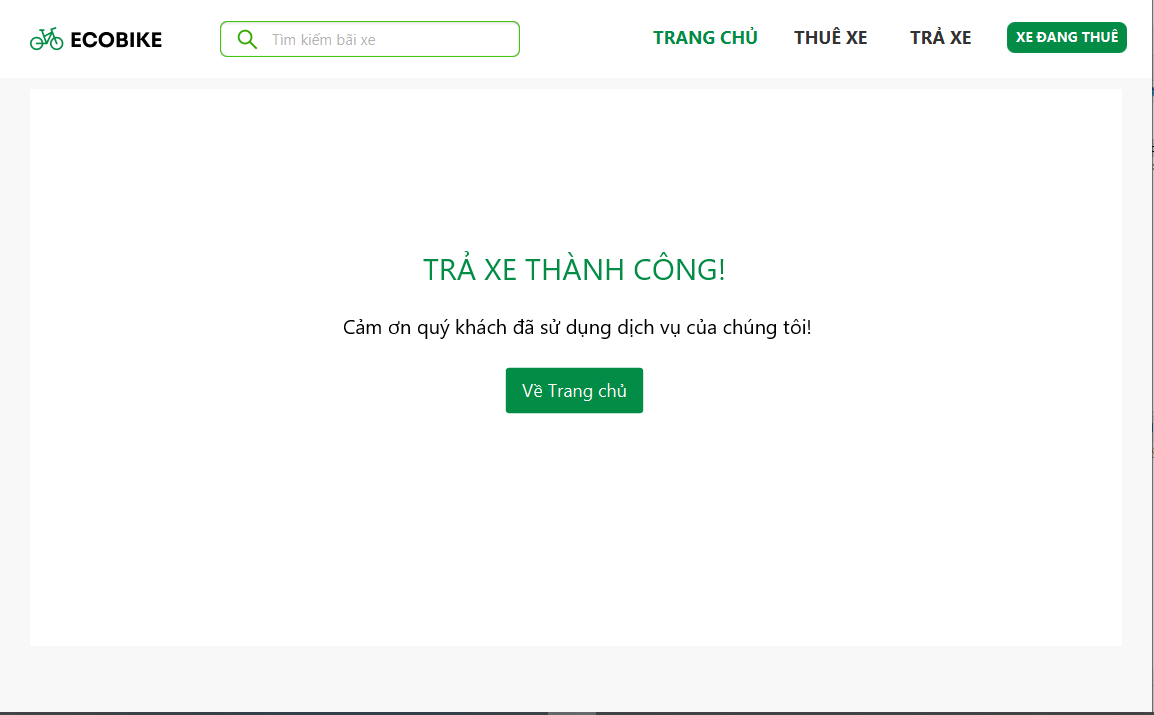 ECOBIKE
Tìm kiếm bãi xe
TRANG CHỦ
THUÊ XE
TRẢ XE
XE ĐANG THUÊ
TRẢ XE THÀNH CÔNG!
Cảm ơn quý khách đã sử dụng dịch vụ của chúng tôi!
Về Trang chủ